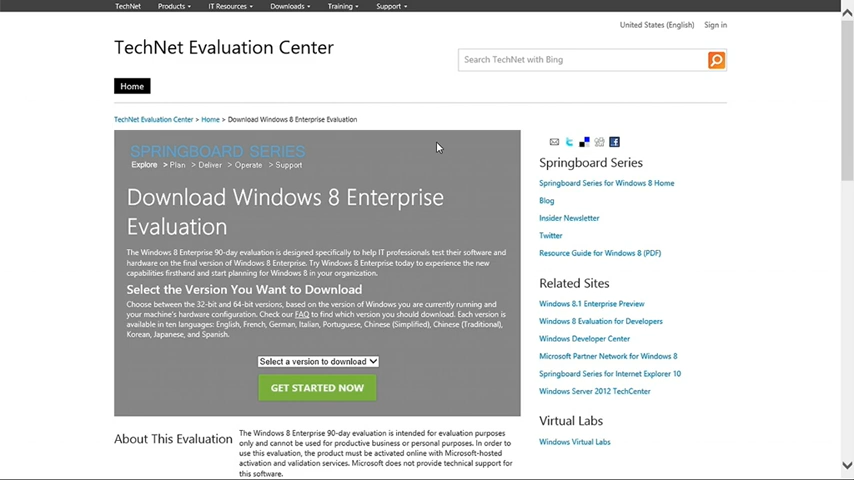 TechNet Products IT Resources Downloads Training Support
United States (English) Sign in
TechNet Evaluation Center
Search TechNet with Bing
Home
TechNet Evaluation Center > Home > Download Windows 8 Enterprise Evaluation
SPRINGBOARD SERIES
Explore > Plan > Deliver > Operate > Support
Download Windows 8 Enterprise
Evaluation
The Windows 8 Enterprise 90-day evaluation is designed specifically to help IT professionals test their software and
hardware on the final version of Windows 8 Enterprise. Try Windows 8 Enterprise today to experience the new
capabilities firsthand and start planning for Windows 8 in your organization.
Select the Version You Want to Download
Choose between the 32-bit and 64-bit versions, based on the version of Windows you are currently running and
your machine's hardware configuration. Check our FAQ to find which version you should download. Each version is
available in ten languages: English, French, German, Italian, Portuguese, Chinese (Simplified), Chinese (Traditional),
Korean, Japanese, and Spanish.
Select a version to download
GET STARTED NOW
About This Evaluation
The Windows 8 Enterprise 90-day evaluation is intended for evaluation purposes
only and cannot be used for productive business or personal purposes. In order to
use this evaluation, the product must be activated online with Microsoft-hosted
activation and validation services. Microsoft does not provide technical support for
this software.
Springboard Series
Springboard Series for Windows 8 Home
Blog
Insider Newsletter
Twitter
Resource Guide for Windows 8 (PDF)
Related Sites
Windows 8.1 Enterprise Preview
Windows 8 Evaluation for Developers
Windows Developer Center
Microsoft Partner Network for Windows 8
Springboard Series for Internet Explorer 10
Windows Server 2012 TechCenter
Virtual Labs
Windows Virtual Labs